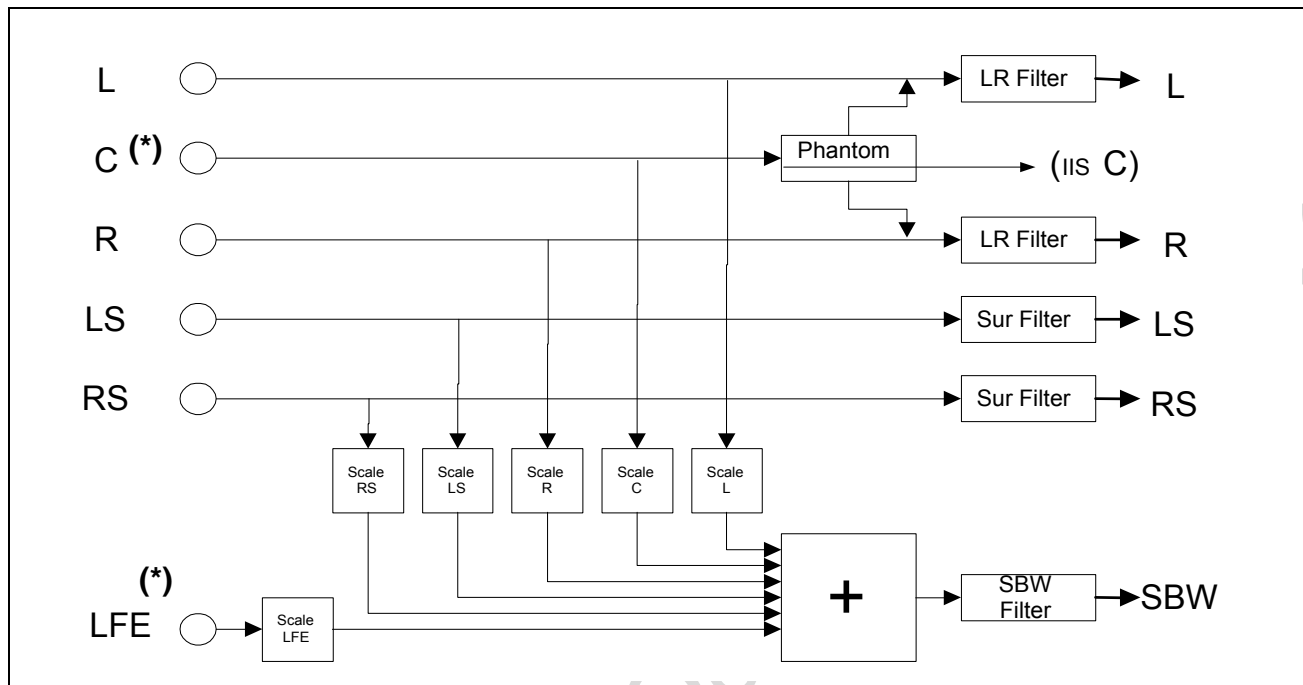 L
LR Filter
L
C (*)
Phantom
(IIS C)
R
LR Filter
R
LS
Sur Filter
LS
RS
Sur Filter
RS
Scale
RS
Scale
LS
Scale
R
Scale
C
Scale
L
(*)
LFE
Scale
LFE
+
SBW
Filter
SBW